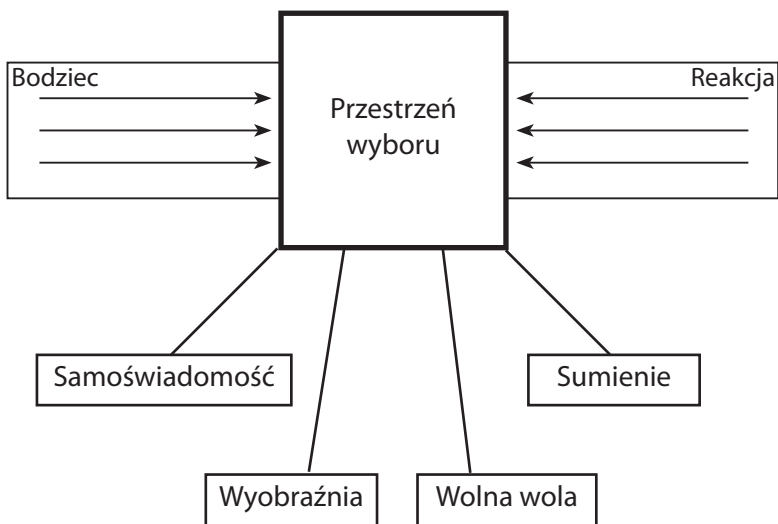 Bodziec
Przestrzeń
wyboru
Reakcja
Samoświadomość
Sumienie
Wyobraźnia
Wolna wola